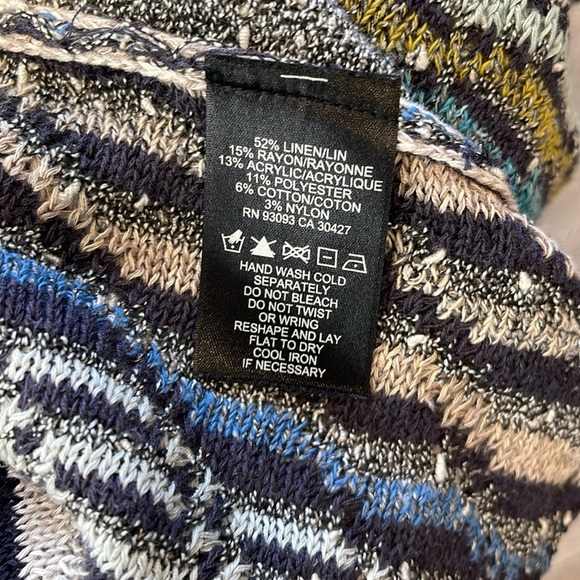 52% LINEN/LIN
15% RAYON/RAYONNE
13% ACRYLIC/ACRYLIQUE
11% POLYESTER
6% COTTON/COTON
3% NYLON
RN 93093 CA 30427
HAND WASH COLD
SEPARATELY
DO NOT BLEACH
DO NOT TWIST
OR WRING
RESHAPE AND LAY
FLAT TO DRY
COOL IRON
IF NECESSARY